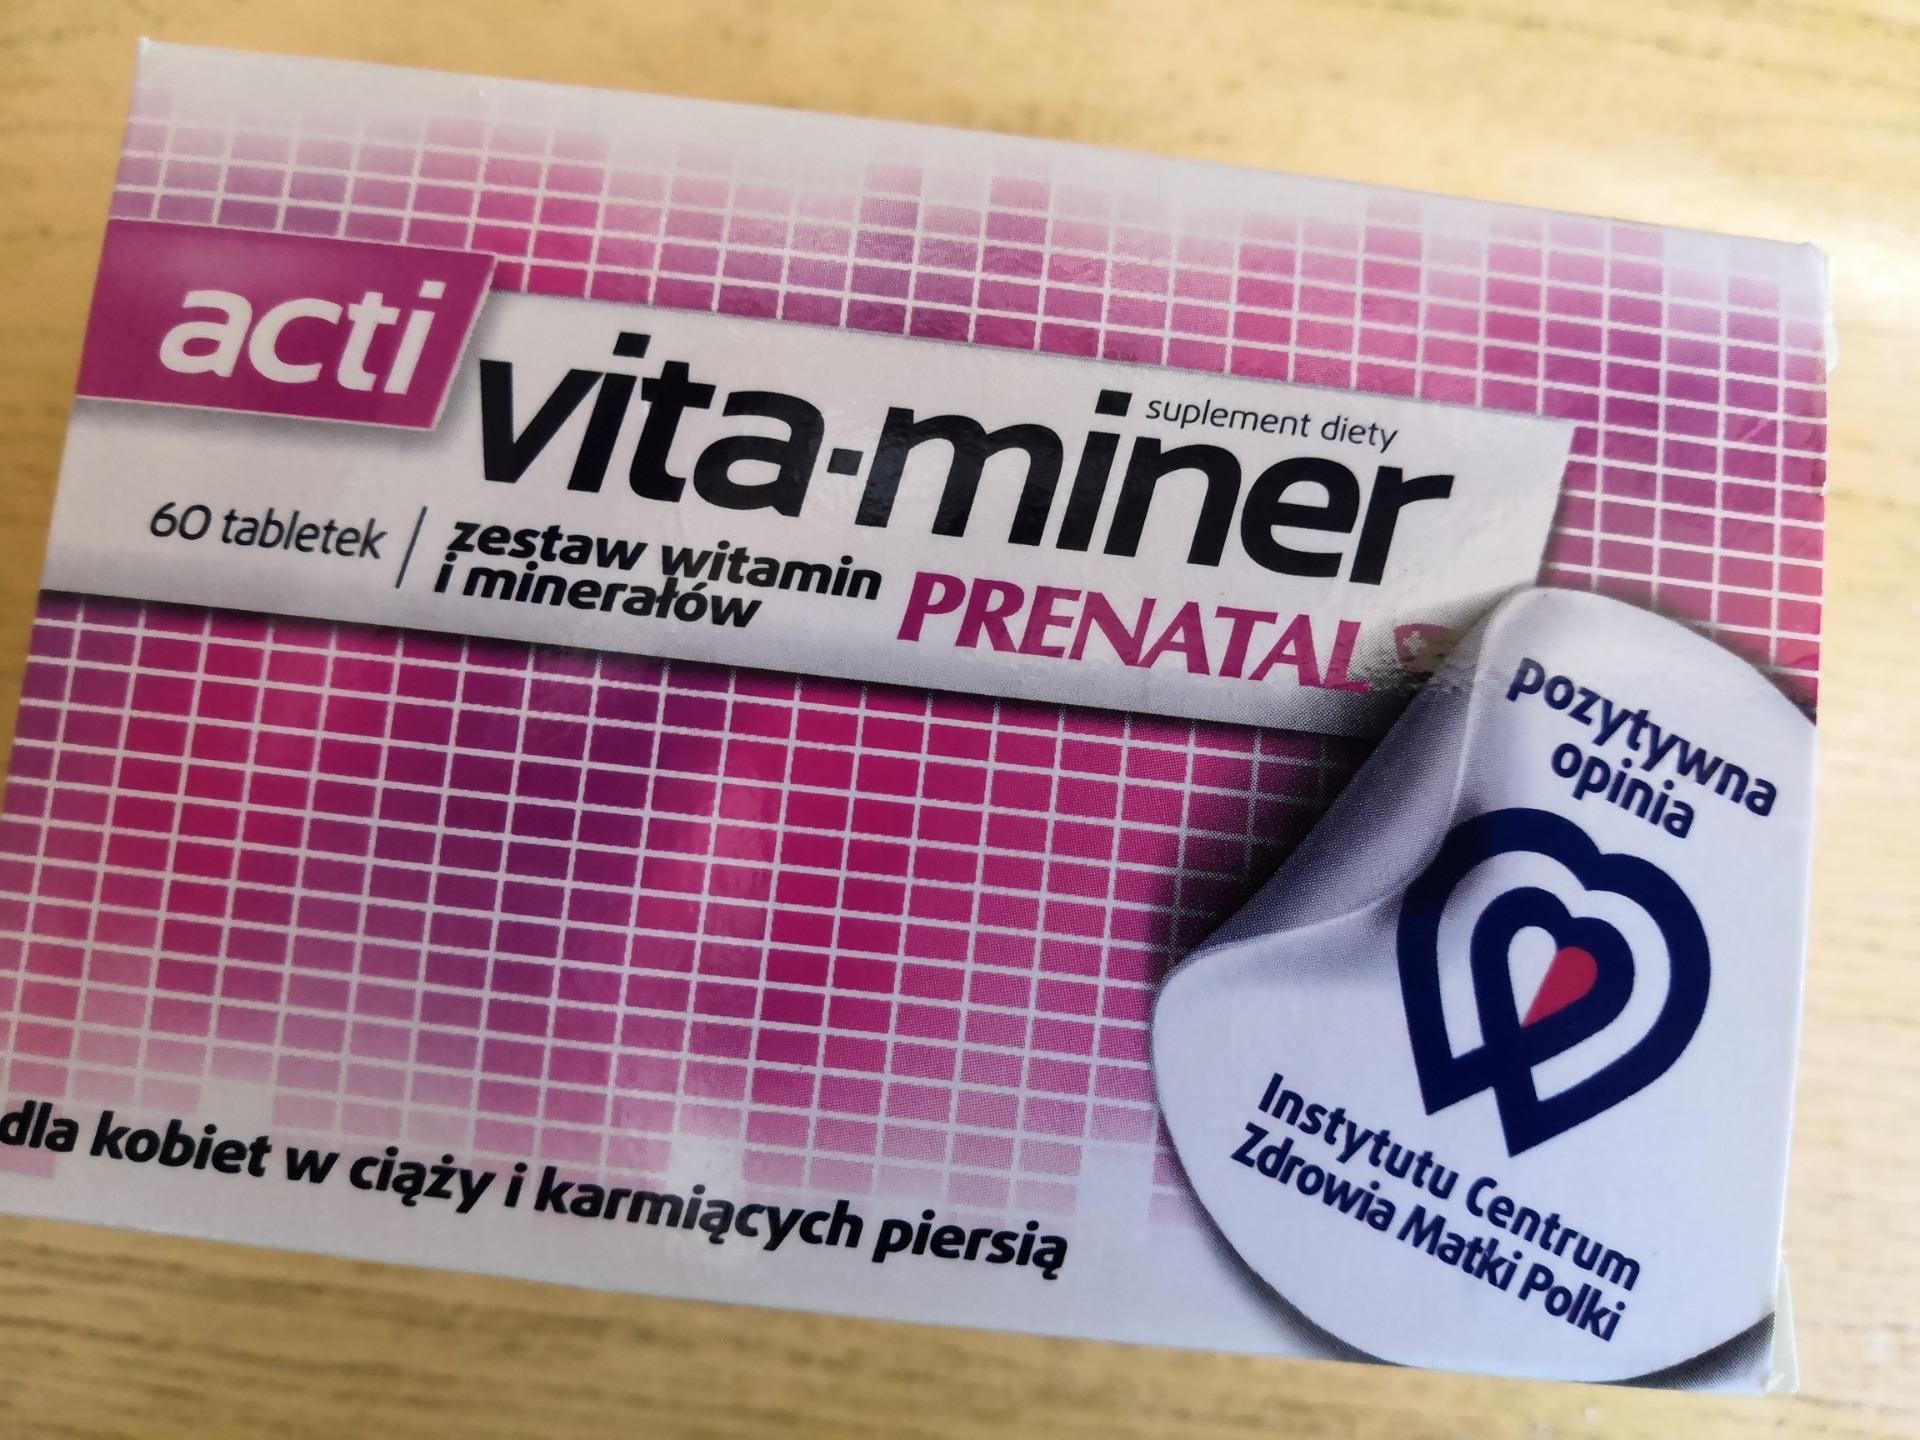 acti
vita-miner
suplement diety
60 tabletek
zestaw witamin
i minerałów
PRENATAL
pozytywna
opinia
Instytutu Centrum
Zdrowia Matki Polki
dla kobiet w ciąży i karmiących piersią